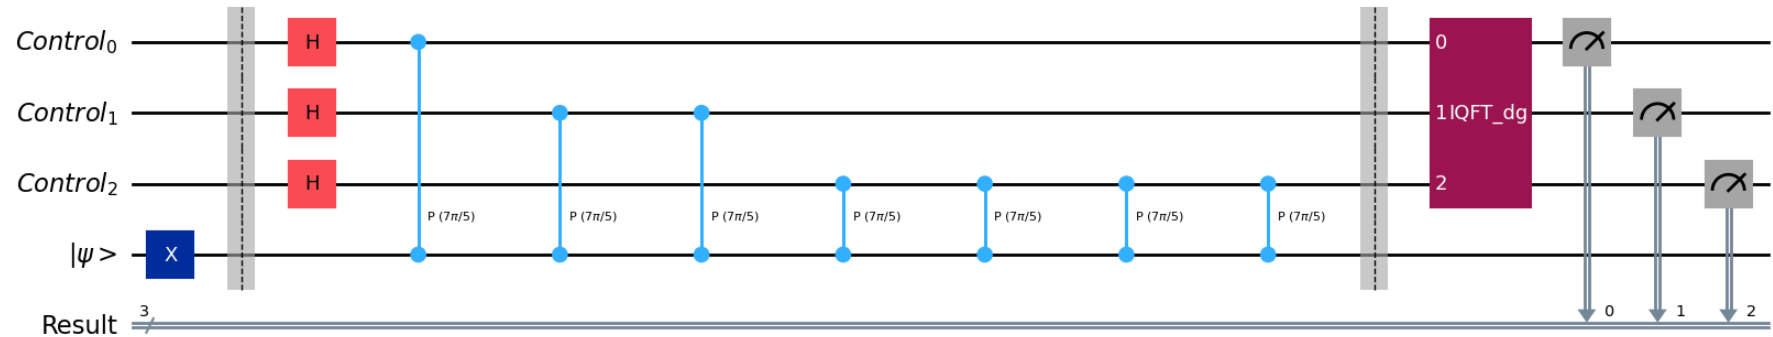 Control0 H 0
Control1 H 1 IQFT_dg
Control2 H 2
P (7π/5) P (7π/5) P (7π/5) P (7π/5) P (7π/5) P (7π/5) P (7π/5)
|ψ > X
Result 3 0 1 2